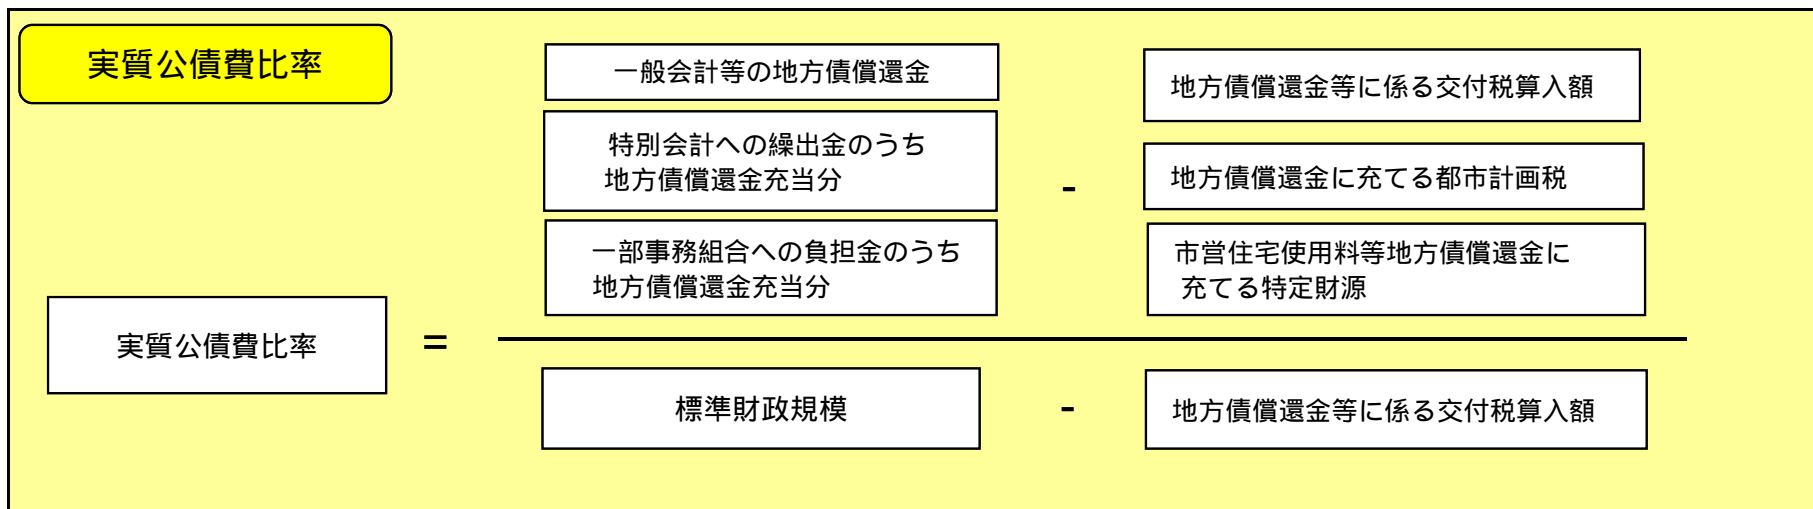 実質公債費比率
一般会計等の地方債償還金
特別会計への繰出金のうち
地方債償還金充当分
一部事務組合への負担金のうち
地方債償還金充当分
-
地方債償還金等に係る交付税算入額
地方債償還金に充てる都市計画税
市営住宅使用料等地方債償還金に
充てる特定財源
実質公債費比率
=
標準財政規模
-
地方債償還金等に係る交付税算入額